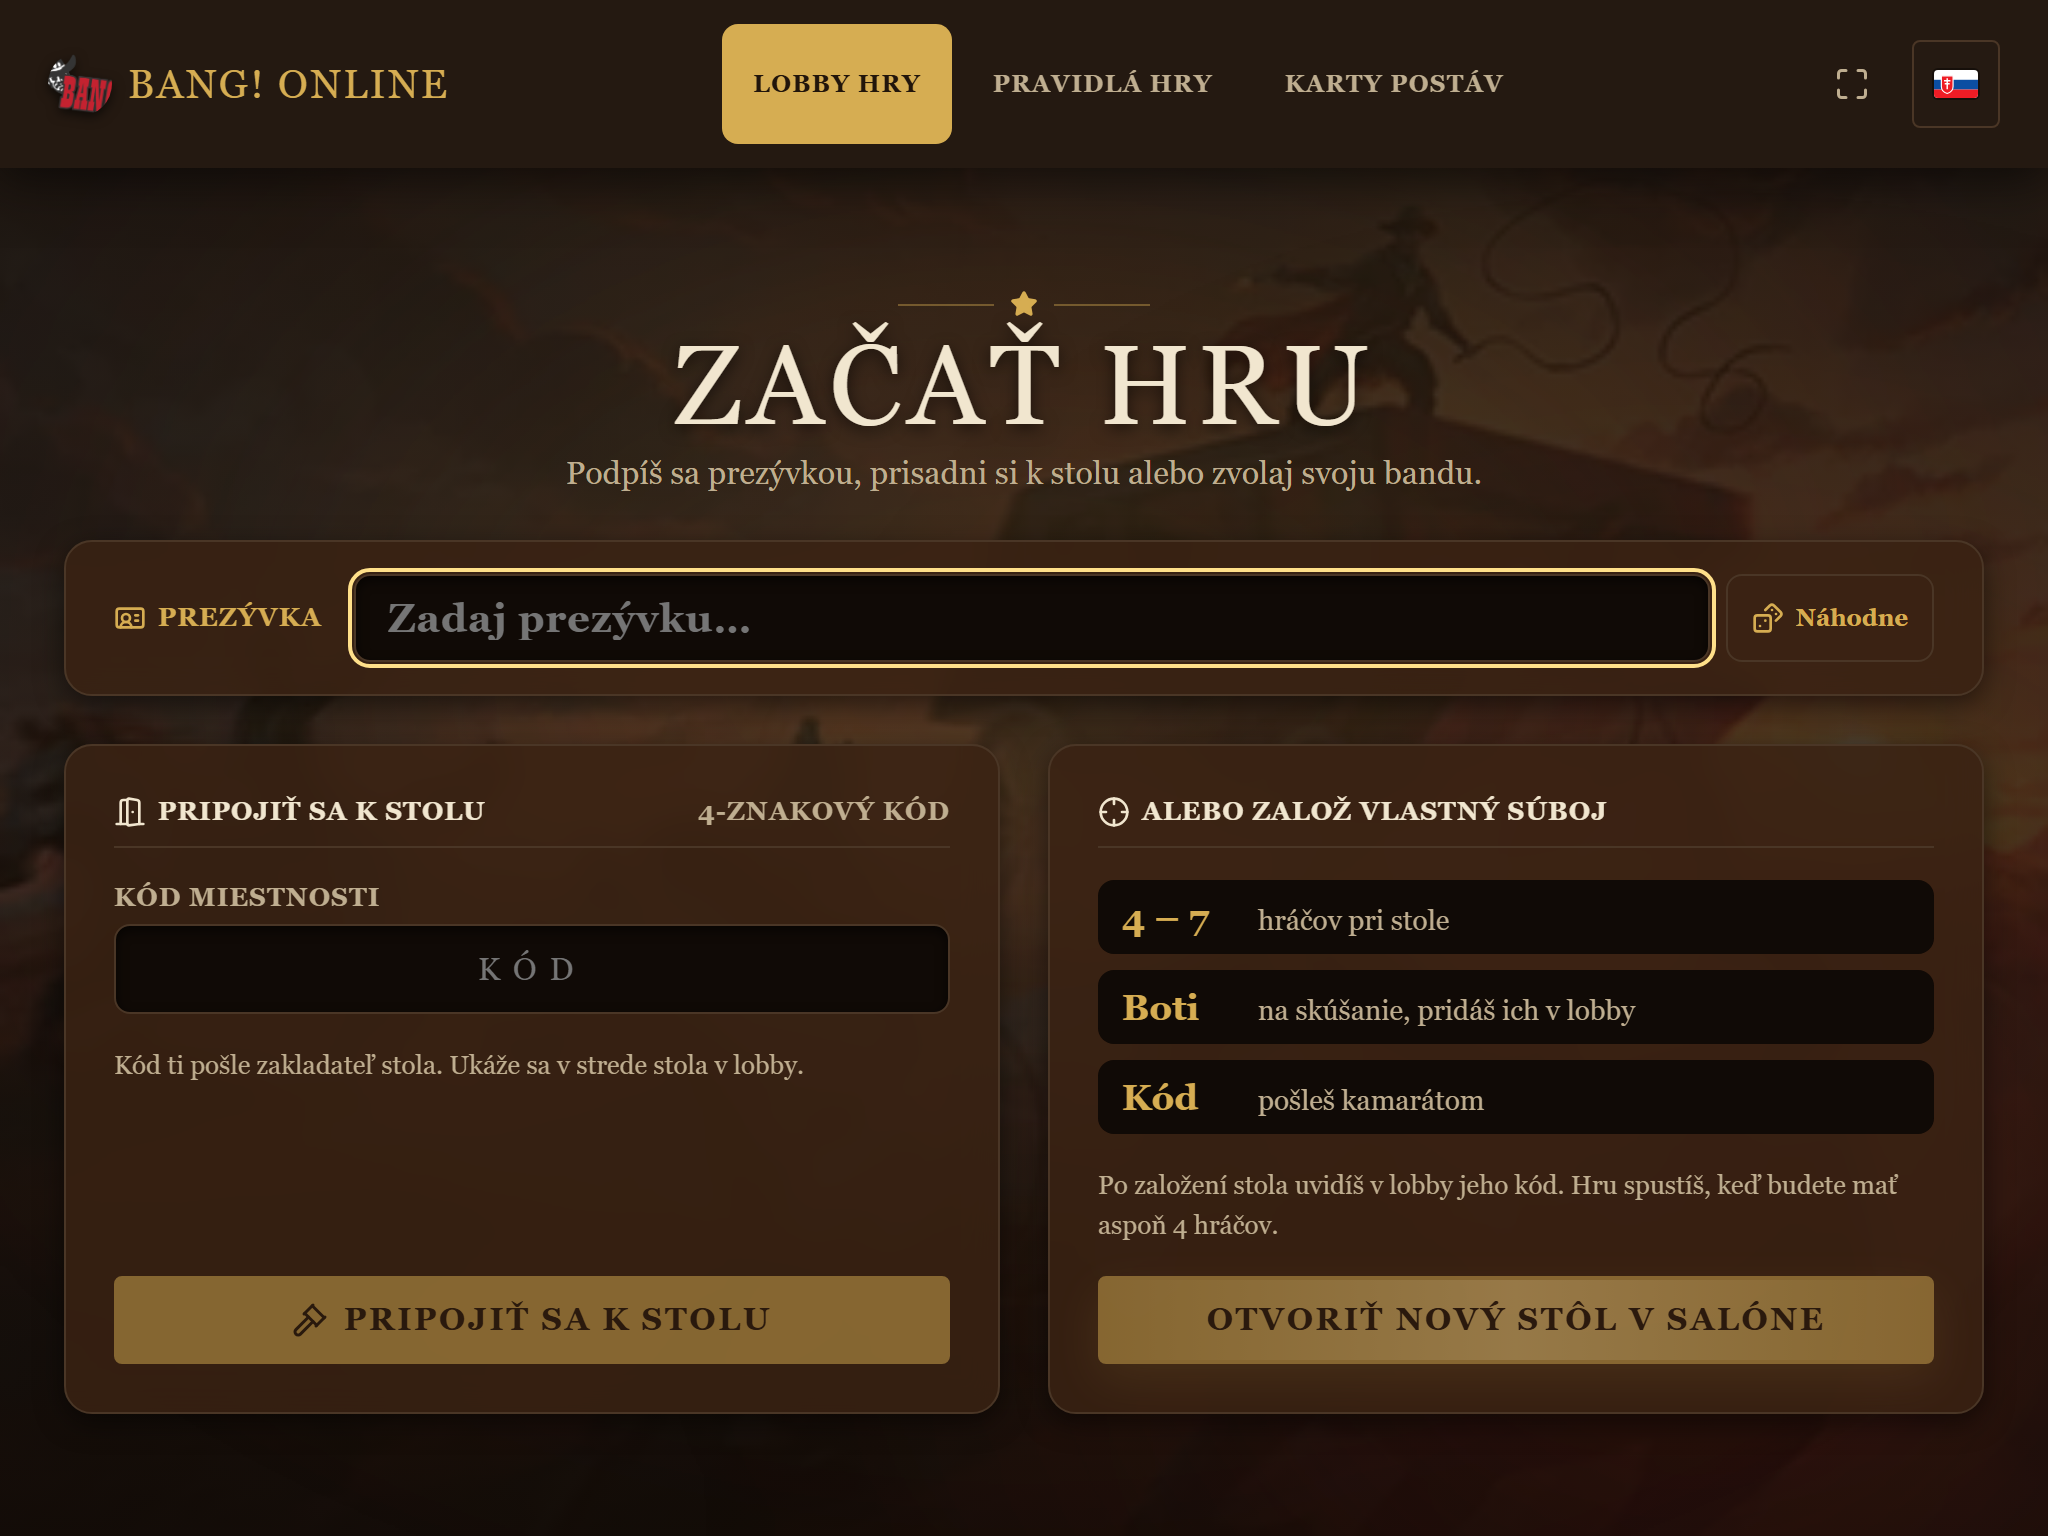 BANG! ONLINE
LOBBY HRY
PRAVIDLÁ HRY
KARTY POSTÁV
ZAČAŤ HRU
Podpíš sa prezývkou, prisadni si k stolu alebo zvolaj svoju bandu.
PREZÝVKA
Zadaj prezývku...
Náhodne
PRIPOJIŤ SA K STOLU
4-ZNAKOVÝ KÓD
KÓD MIESTNOSTI
KÓD
Kód ti pošle zakladateľ stola. Ukáže sa v strede stola v lobby.
PRIPOJIŤ SA K STOLU
ALEBO ZALOŽ VLASTNÝ SÚBOJ
4 – 7 hráčov pri stole
Boti na skúšanie, pridáš ich v lobby
Kód pošleš kamarátom
Po založení stola uvidíš v lobby jeho kód. Hru spustíš, keď budete mať
aspoň 4 hráčov.
OTVORIŤ NOVÝ STÔL V SALÓNE